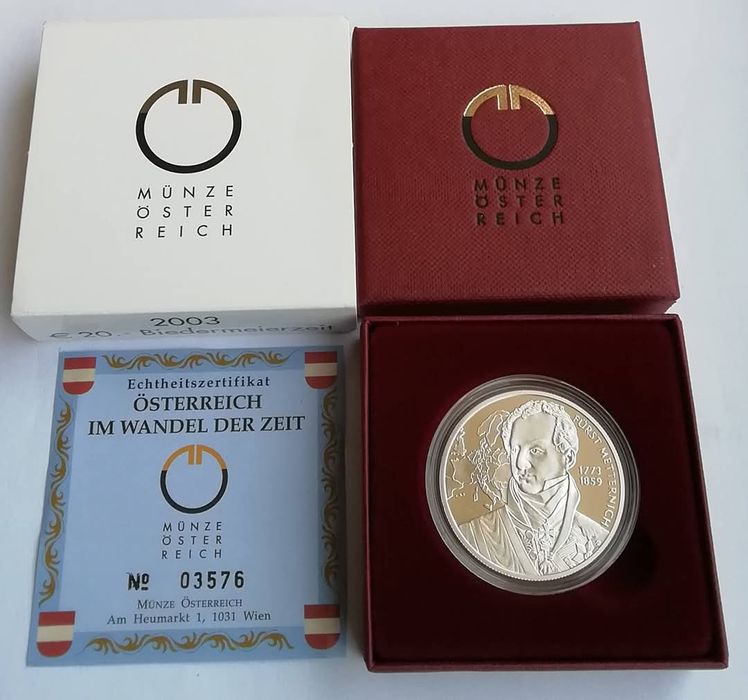 MÜNZE
ÖSTER
REICH
2003
€ 20.- Biedermeierzeit
MÜNZE
ÖSTER
REICH
Echtheitszertifikat
ÖSTERREICH
IM WANDEL DER ZEIT
MÜNZE
ÖSTER
REICH
Nº 03576
MÜNZE ÖSTERREICH
Am Heumarkt 1, 1031 Wien
FÜRST METTERNICH
1773
1859